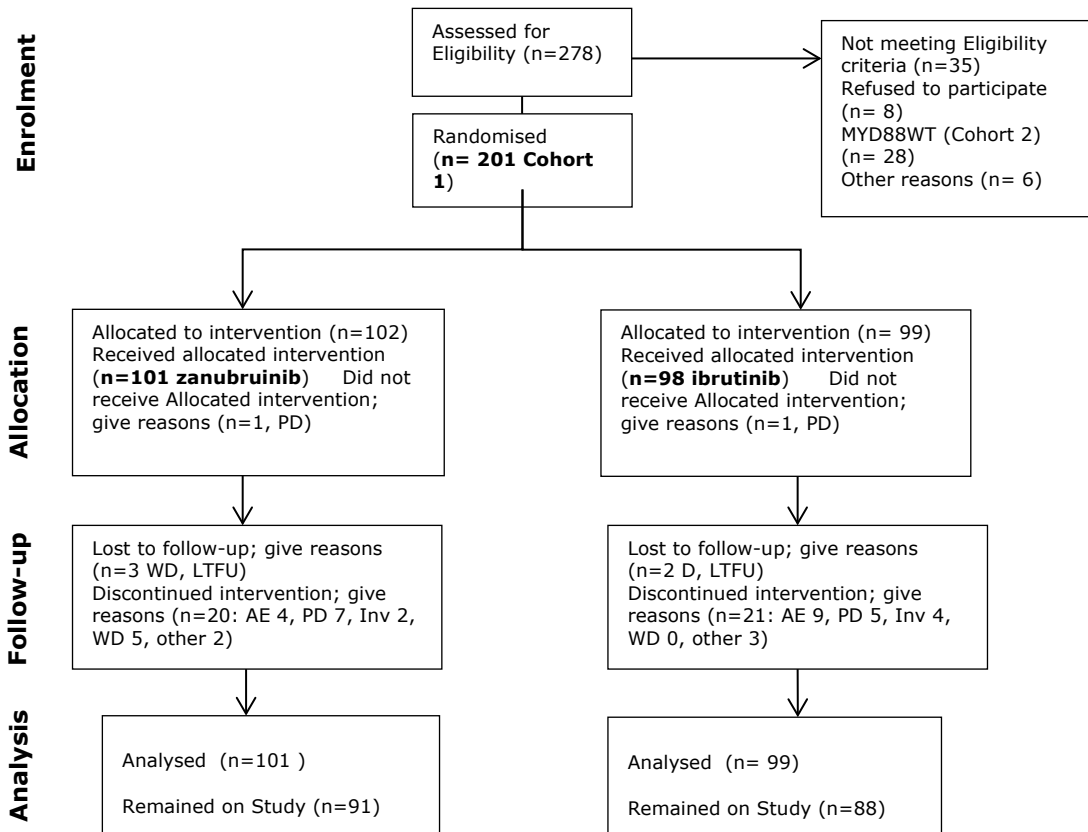 Enrolment
Assessed for
Eligibility (n=278)
Not meeting Eligibility
criteria (n=35)
Refused to participate
(n= 8)
MYD88WT (Cohort 2)
(n= 28)
Other reasons (n= 6)
Randomised
(n= 201 Cohort
1)
Allocation
Allocated to intervention (n=102)
Received allocated intervention
(n=101 zanubruinib) Did not
receive Allocated intervention;
give reasons (n=1, PD)
Allocated to intervention (n= 99)
Received allocated intervention
(n=98 ibrutinib) Did not
receive Allocated intervention;
give reasons (n=1, PD)
Follow-up
Lost to follow-up; give reasons
(n=3 WD, LTFU)
Discontinued intervention; give
reasons (n=20: AE 4, PD 7, Inv 2,
WD 5, other 2)
Lost to follow-up; give reasons
(n=2 D, LTFU)
Discontinued intervention; give
reasons (n=21: AE 9, PD 5, Inv 4,
WD 0, other 3)
Analysis
Analysed (n=101 )
Remained on Study (n=91)
Analysed (n= 99)
Remained on Study (n=88)